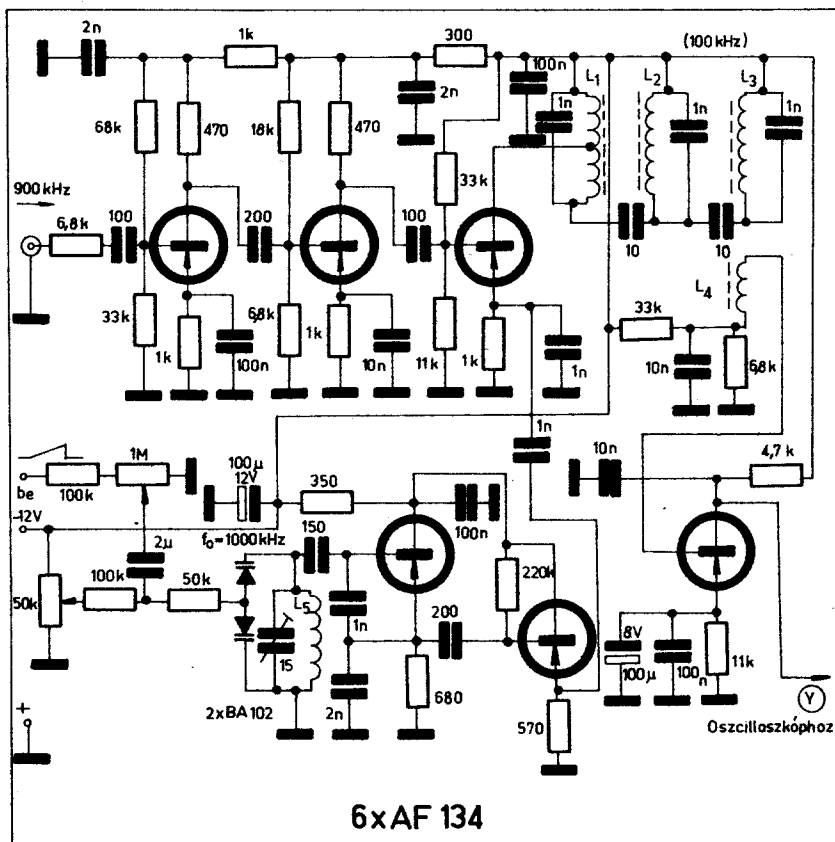 2n
1k
300
(100 kHz)
100n
L₁
L₂
L₃
1n
1n
1n
2n
68k
470
18k
470
33k
900 kHz
6,8k
100
200
100
10
10
L₄
33k
33k
1k
100n
6,8k
1k
10n
11k
1k
1n
10n
6,8k
1n
1M
100k
be
-12V
100µ
12V
350
10n
4,7 k
f₀=1000kHz
150
100n
2µ
220k
50k
100k
50k
L₅
1n
200
15
8V
100µ
100n
11k
2n
680
2xBA102
570
+
Y
Oszcilloszkóphoz
6xAF 134